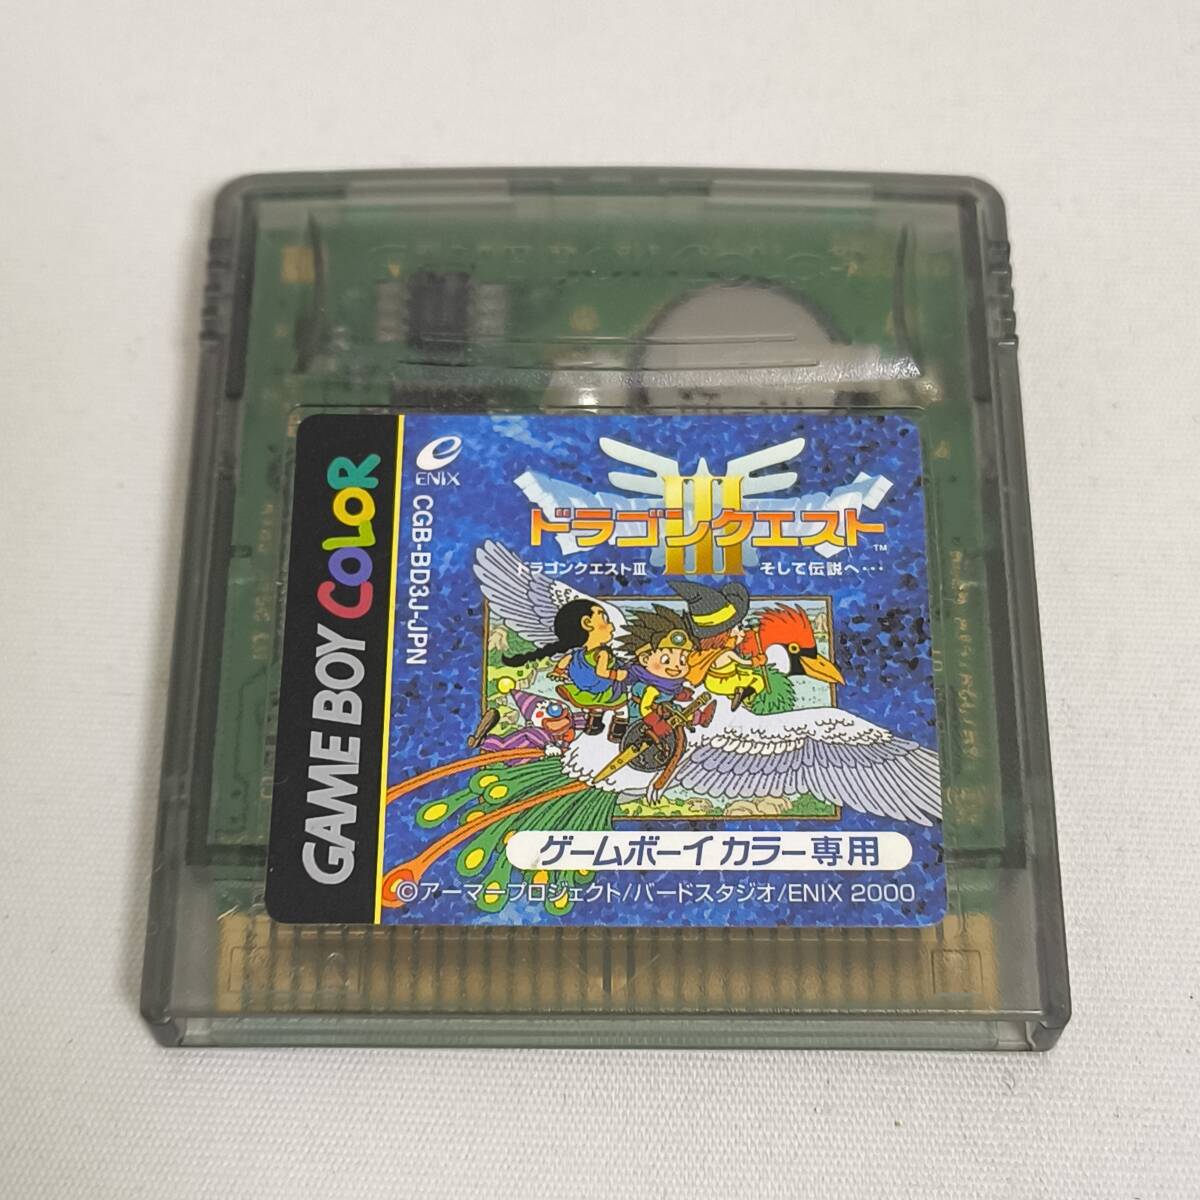 GAME BOY COLOR
ENIX
CGB-BD3J-JPN
III
ドラゴンクエスト
TM
ドラゴンクエストIII そして伝説へ…
ゲームボーイ カラー専用
©アーマープロジェクト/バードスタジオ/ENIX 2000